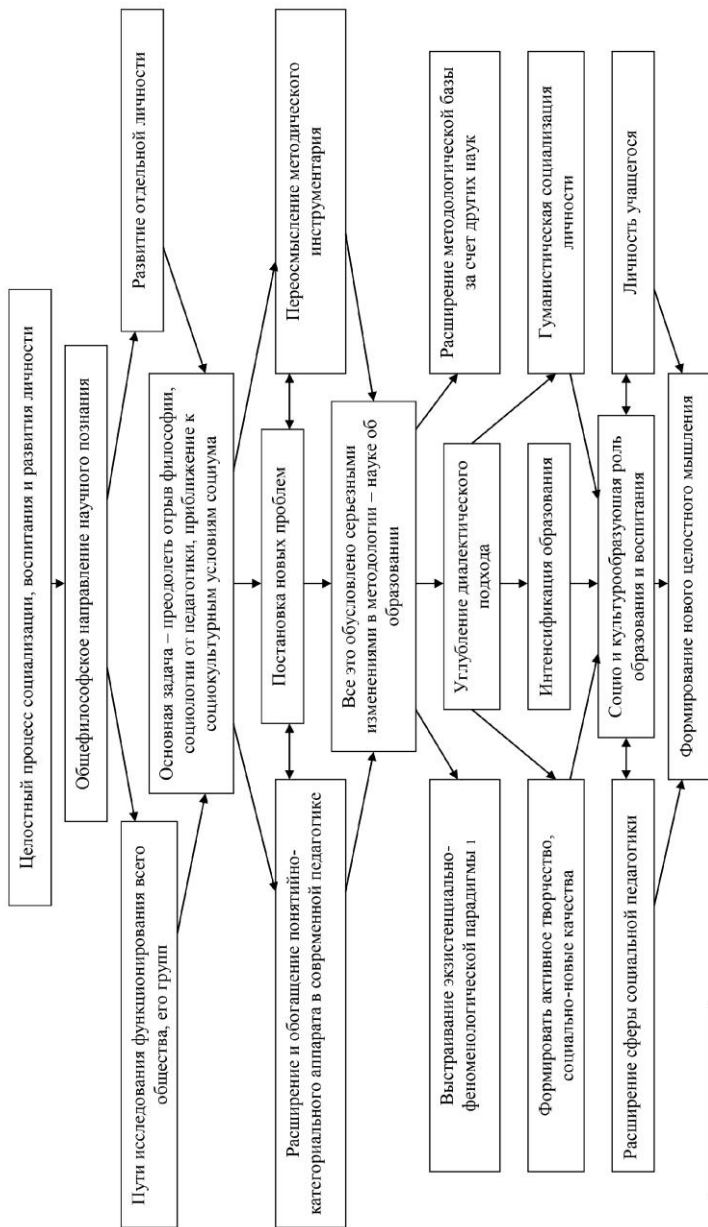 Целостный процесс социализации, воспитания и развития личности
Общефилософское направление научного познания
Пути исследования функционирования всего
общества, его групп
Развитие отдельной личности
Основная задача – преодолеть отрыв философии,
социологии от педагогики, приближение к
социокультурным условиям социума
Расширение и обогащение понятийно-
категориального аппарата в современной педагогике
Постановка новых проблем
Переосмысление методического
инструментария
Все это обусловлено серьезными
изменениями в методологии – науке об
образовании
Выстраивание экзистенциально-
феноменологической парадигмы 1
Углубление диалектического
подхода
Расширение методологической базы
за счет других наук
Формировать активное творчество,
социально-новые качества
Интенсификация образования
Гуманистическая социализация
личности
Расширение сферы социальной педагогики
Социо и культурообразующая роль
образования и воспитания
Личность учащегося
Формирование нового целостного мышления